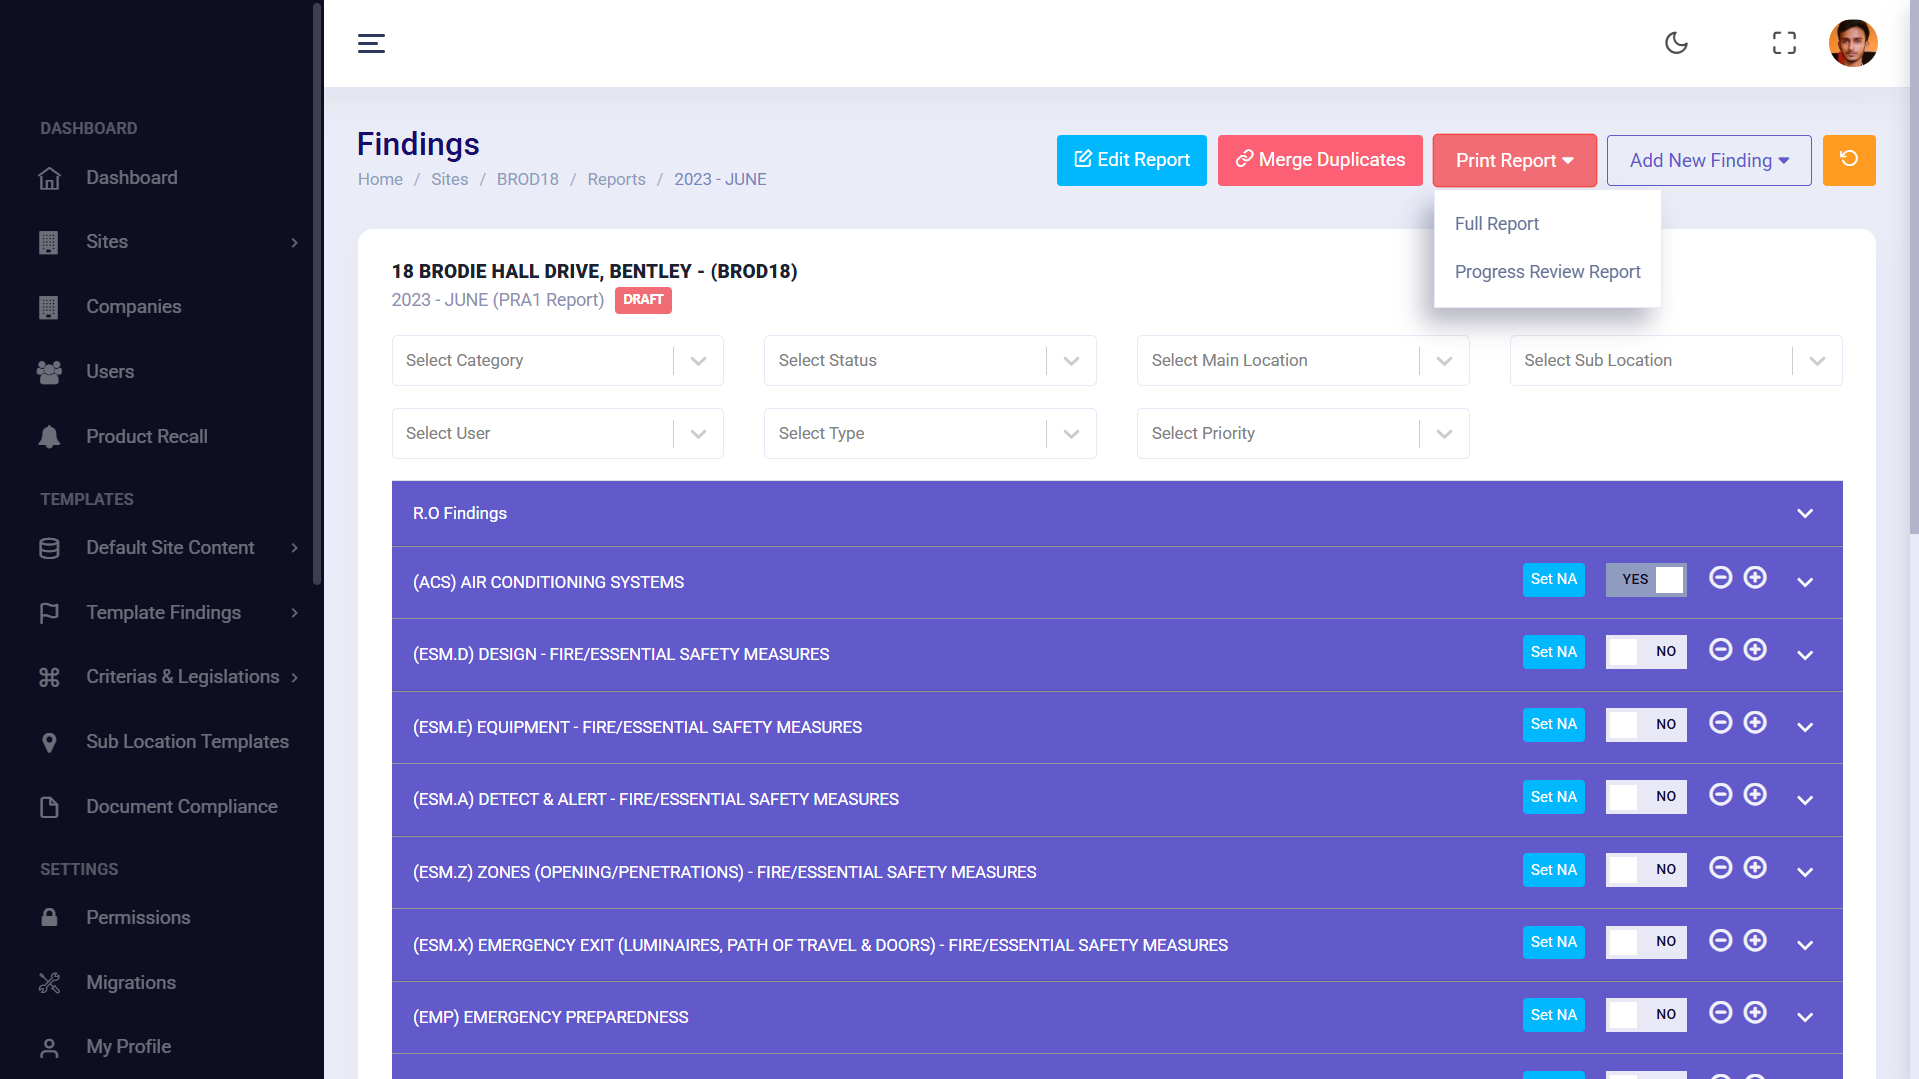 DASHBOARD
Dashboard
Sites
Companies
Users
Product Recall
TEMPLATES
Default Site Content
Template Findings
Criterias & Legislations
Sub Location Templates
Document Compliance
SETTINGS
Permissions
Migrations
My Profile
Findings
Home / Sites / BROD18 / Reports / 2023 - JUNE
Edit Report
Merge Duplicates
Print Report
Add New Finding
Full Report
Progress Review Report
18 BRODIE HALL DRIVE, BENTLEY - (BROD18)
2023 - JUNE (PRA1 Report) DRAFT
Select Category
Select Status
Select Main Location
Select Sub Location
Select User
Select Type
Select Priority
R.O Findings
(ACS) AIR CONDITIONING SYSTEMS Set NA YES
(ESM.D) DESIGN - FIRE/ESSENTIAL SAFETY MEASURES Set NA NO
(ESM.E) EQUIPMENT - FIRE/ESSENTIAL SAFETY MEASURES Set NA NO
(ESM.A) DETECT & ALERT - FIRE/ESSENTIAL SAFETY MEASURES Set NA NO
(ESM.Z) ZONES (OPENING/PENETRATIONS) - FIRE/ESSENTIAL SAFETY MEASURES Set NA NO
(ESM.X) EMERGENCY EXIT (LUMINAIRES, PATH OF TRAVEL & DOORS) - FIRE/ESSENTIAL SAFETY MEASURES Set NA NO
(EMP) EMERGENCY PREPAREDNESS Set NA NO